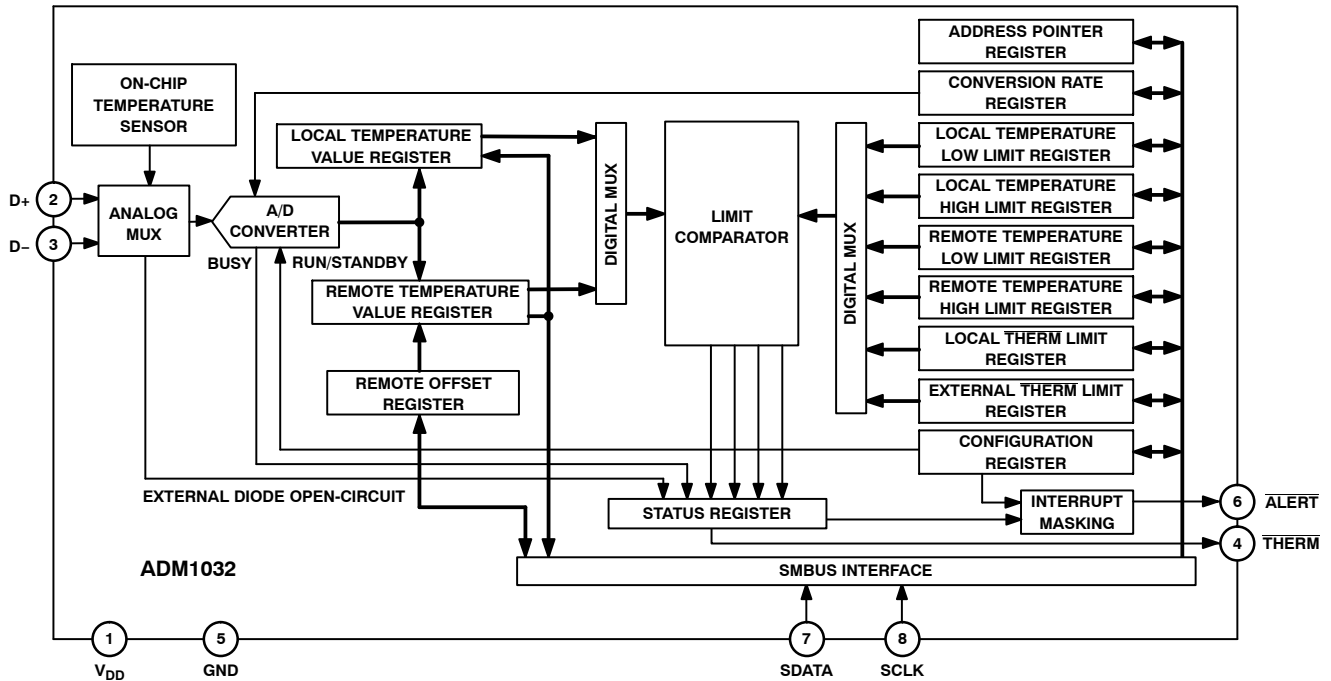 ADDRESS POINTER
REGISTER
CONVERSION RATE
REGISTER
ON-CHIP
TEMPERATURE
SENSOR
LOCAL TEMPERATURE
VALUE REGISTER
LOCAL TEMPERATURE
LOW LIMIT REGISTER
LOCAL TEMPERATURE
HIGH LIMIT REGISTER
REMOTE TEMPERATURE
LOW LIMIT REGISTER
REMOTE TEMPERATURE
HIGH LIMIT REGISTER
LOCAL THERM LIMIT
REGISTER
EXTERNAL THERM LIMIT
REGISTER
CONFIGURATION
REGISTER
D+
2
D−
3
ANALOG
MUX
A/D
CONVERTER
BUSY
RUN/STANDBY
REMOTE TEMPERATURE
VALUE REGISTER
REMOTE OFFSET
REGISTER
DIGITAL MUX
LIMIT
COMPARATOR
DIGITAL MUX
EXTERNAL DIODE OPEN-CIRCUIT
STATUS REGISTER
INTERRUPT
MASKING
6
ALERT
4
THERM
ADM1032
SMBUS INTERFACE
1
VDD
5
GND
7
SDATA
8
SCLK